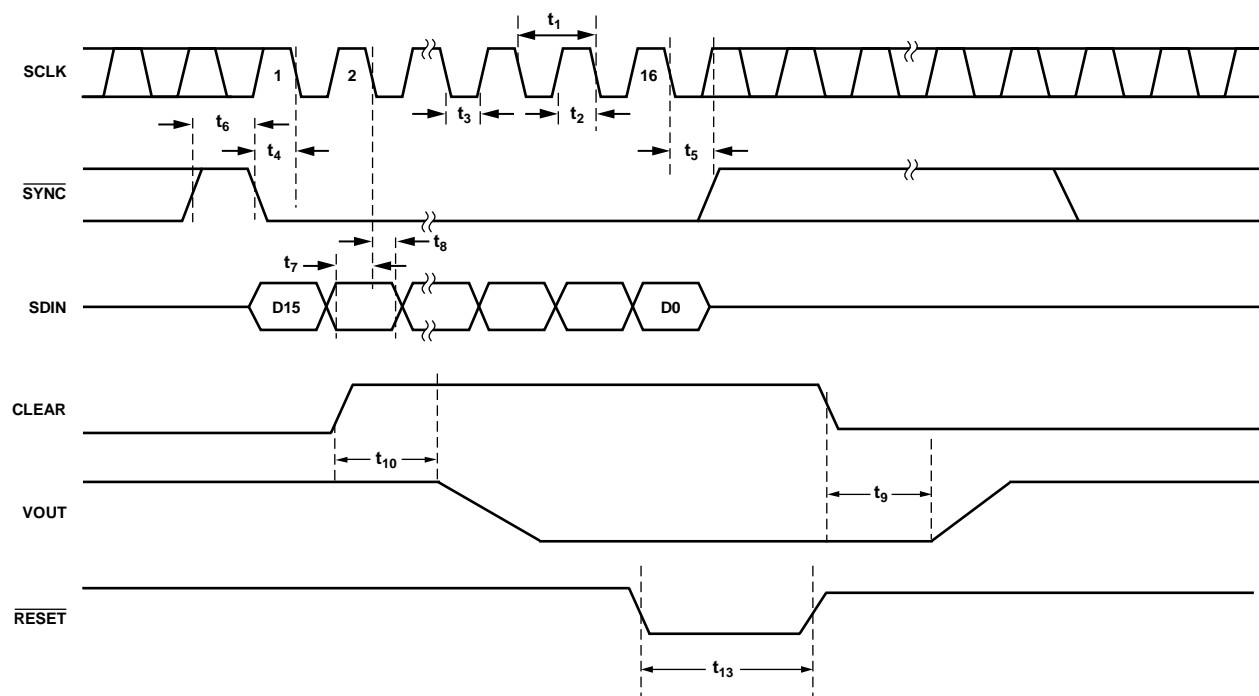 t1
SCLK
1
2
16
t3
t2
t6
t4
t5
SYNC
t8
t7
SDIN
D15
D0
CLEAR
t10
t9
VOUT
RESET
t13